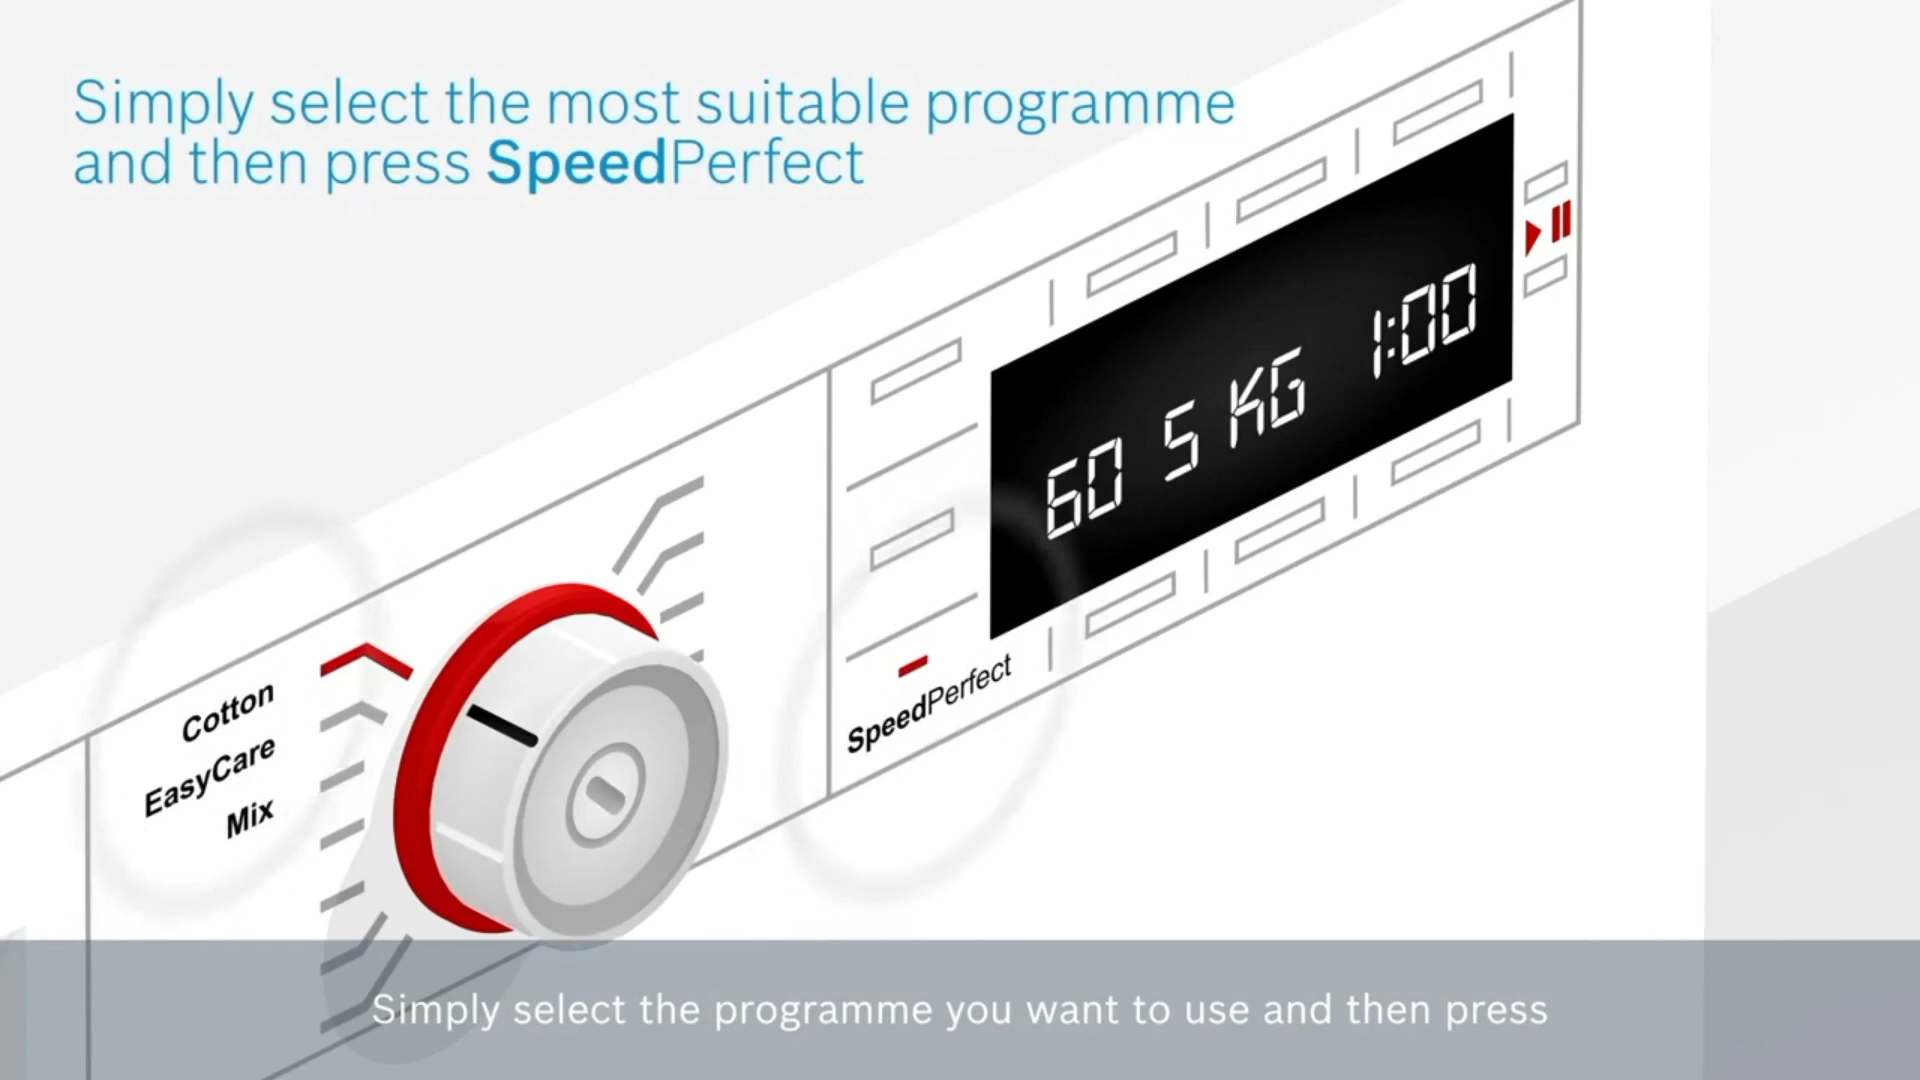 Simply select the most suitable programme
and then press SpeedPerfect
60 5 KG 1:00
SpeedPerfect
Cotton
EasyCare
Mix
Simply select the programme you want to use and then press